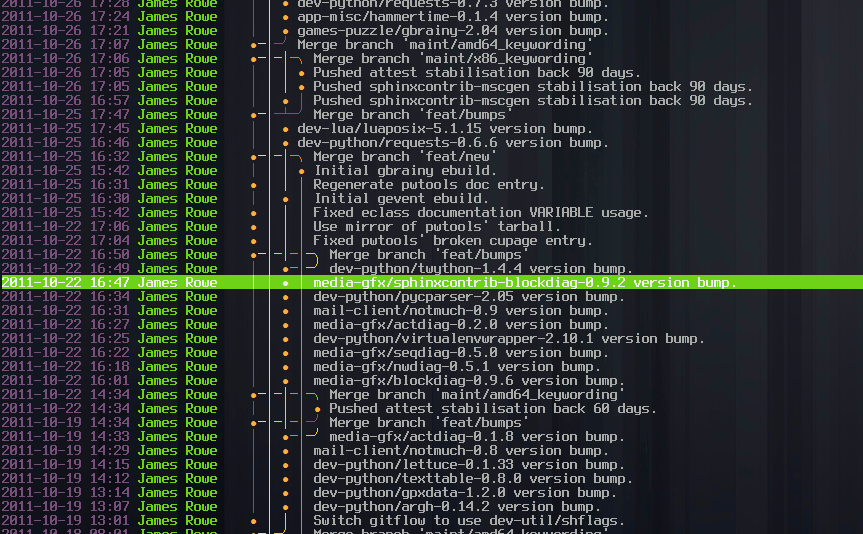 2011-10-26 17:28 James Rowe dev-python/requests-0.7.3 version bump.
2011-10-26 17:24 James Rowe app-misc/hammertime-0.1.4 version bump.
2011-10-26 17:21 James Rowe games-puzzle/gbrainy-2.04 version bump.
2011-10-26 17:07 James Rowe Merge branch 'maint/amd64_keywording'
2011-10-26 17:06 James Rowe Merge branch 'maint/x86_keywording'
2011-10-26 17:05 James Rowe Pushed attest stabilisation back 90 days.
2011-10-26 17:05 James Rowe Pushed sphinxcontrib-mscgen stabilisation back 90 days.
2011-10-26 16:57 James Rowe Pushed sphinxcontrib-mscgen stabilisation back 90 days.
2011-10-25 17:47 James Rowe Merge branch 'feat/bumps'
2011-10-25 17:45 James Rowe dev-lua/luaposix-5.1.15 version bump.
2011-10-25 16:46 James Rowe dev-python/requests-0.6.6 version bump.
2011-10-25 16:32 James Rowe Merge branch 'feat/new'
2011-10-25 15:42 James Rowe Initial gbrainy ebuild.
2011-10-25 16:31 James Rowe Regenerate pwtools doc entry.
2011-10-25 16:30 James Rowe Initial gevent ebuild.
2011-10-25 15:42 James Rowe Fixed eclass documentation VARIABLE usage.
2011-10-22 17:06 James Rowe Use mirror of pwtools' tarball.
2011-10-22 17:04 James Rowe Fixed pwtools' broken cupage entry.
2011-10-22 16:50 James Rowe Merge branch 'feat/bumps'
2011-10-22 16:49 James Rowe dev-python/twython-1.4.4 version bump.
2011-10-22 16:47 James Rowe media-gfx/sphinxcontrib-blockdiag-0.9.2 version bump.
2011-10-22 16:34 James Rowe dev-python/pycparser-2.05 version bump.
2011-10-22 16:31 James Rowe mail-client/notmuch-0.9 version bump.
2011-10-22 16:27 James Rowe media-gfx/actdiag-0.2.0 version bump.
2011-10-22 16:25 James Rowe dev-python/virtualenvwrapper-2.10.1 version bump.
2011-10-22 16:22 James Rowe media-gfx/seqdiag-0.5.0 version bump.
2011-10-22 16:18 James Rowe media-gfx/nwdiag-0.5.1 version bump.
2011-10-22 16:01 James Rowe media-gfx/blockdiag-0.9.6 version bump.
2011-10-22 14:34 James Rowe Merge branch 'maint/amd64_keywording'
2011-10-22 14:34 James Rowe Pushed attest stabilisation back 60 days.
2011-10-19 14:34 James Rowe Merge branch 'feat/bumps'
2011-10-19 14:33 James Rowe media-gfx/actdiag-0.1.8 version bump.
2011-10-19 14:29 James Rowe mail-client/notmuch-0.8 version bump.
2011-10-19 14:15 James Rowe dev-python/lettuce-0.1.33 version bump.
2011-10-19 14:12 James Rowe dev-python/texttable-0.8.0 version bump.
2011-10-19 13:14 James Rowe dev-python/gpxdata-1.2.0 version bump.
2011-10-19 13:07 James Rowe dev-python/argh-0.14.2 version bump.
2011-10-19 13:01 James Rowe Switch gitflow to use dev-util/shflags.
2011-10-18 08:01 James Rowe Merge branch 'maint/amd64_keywording'